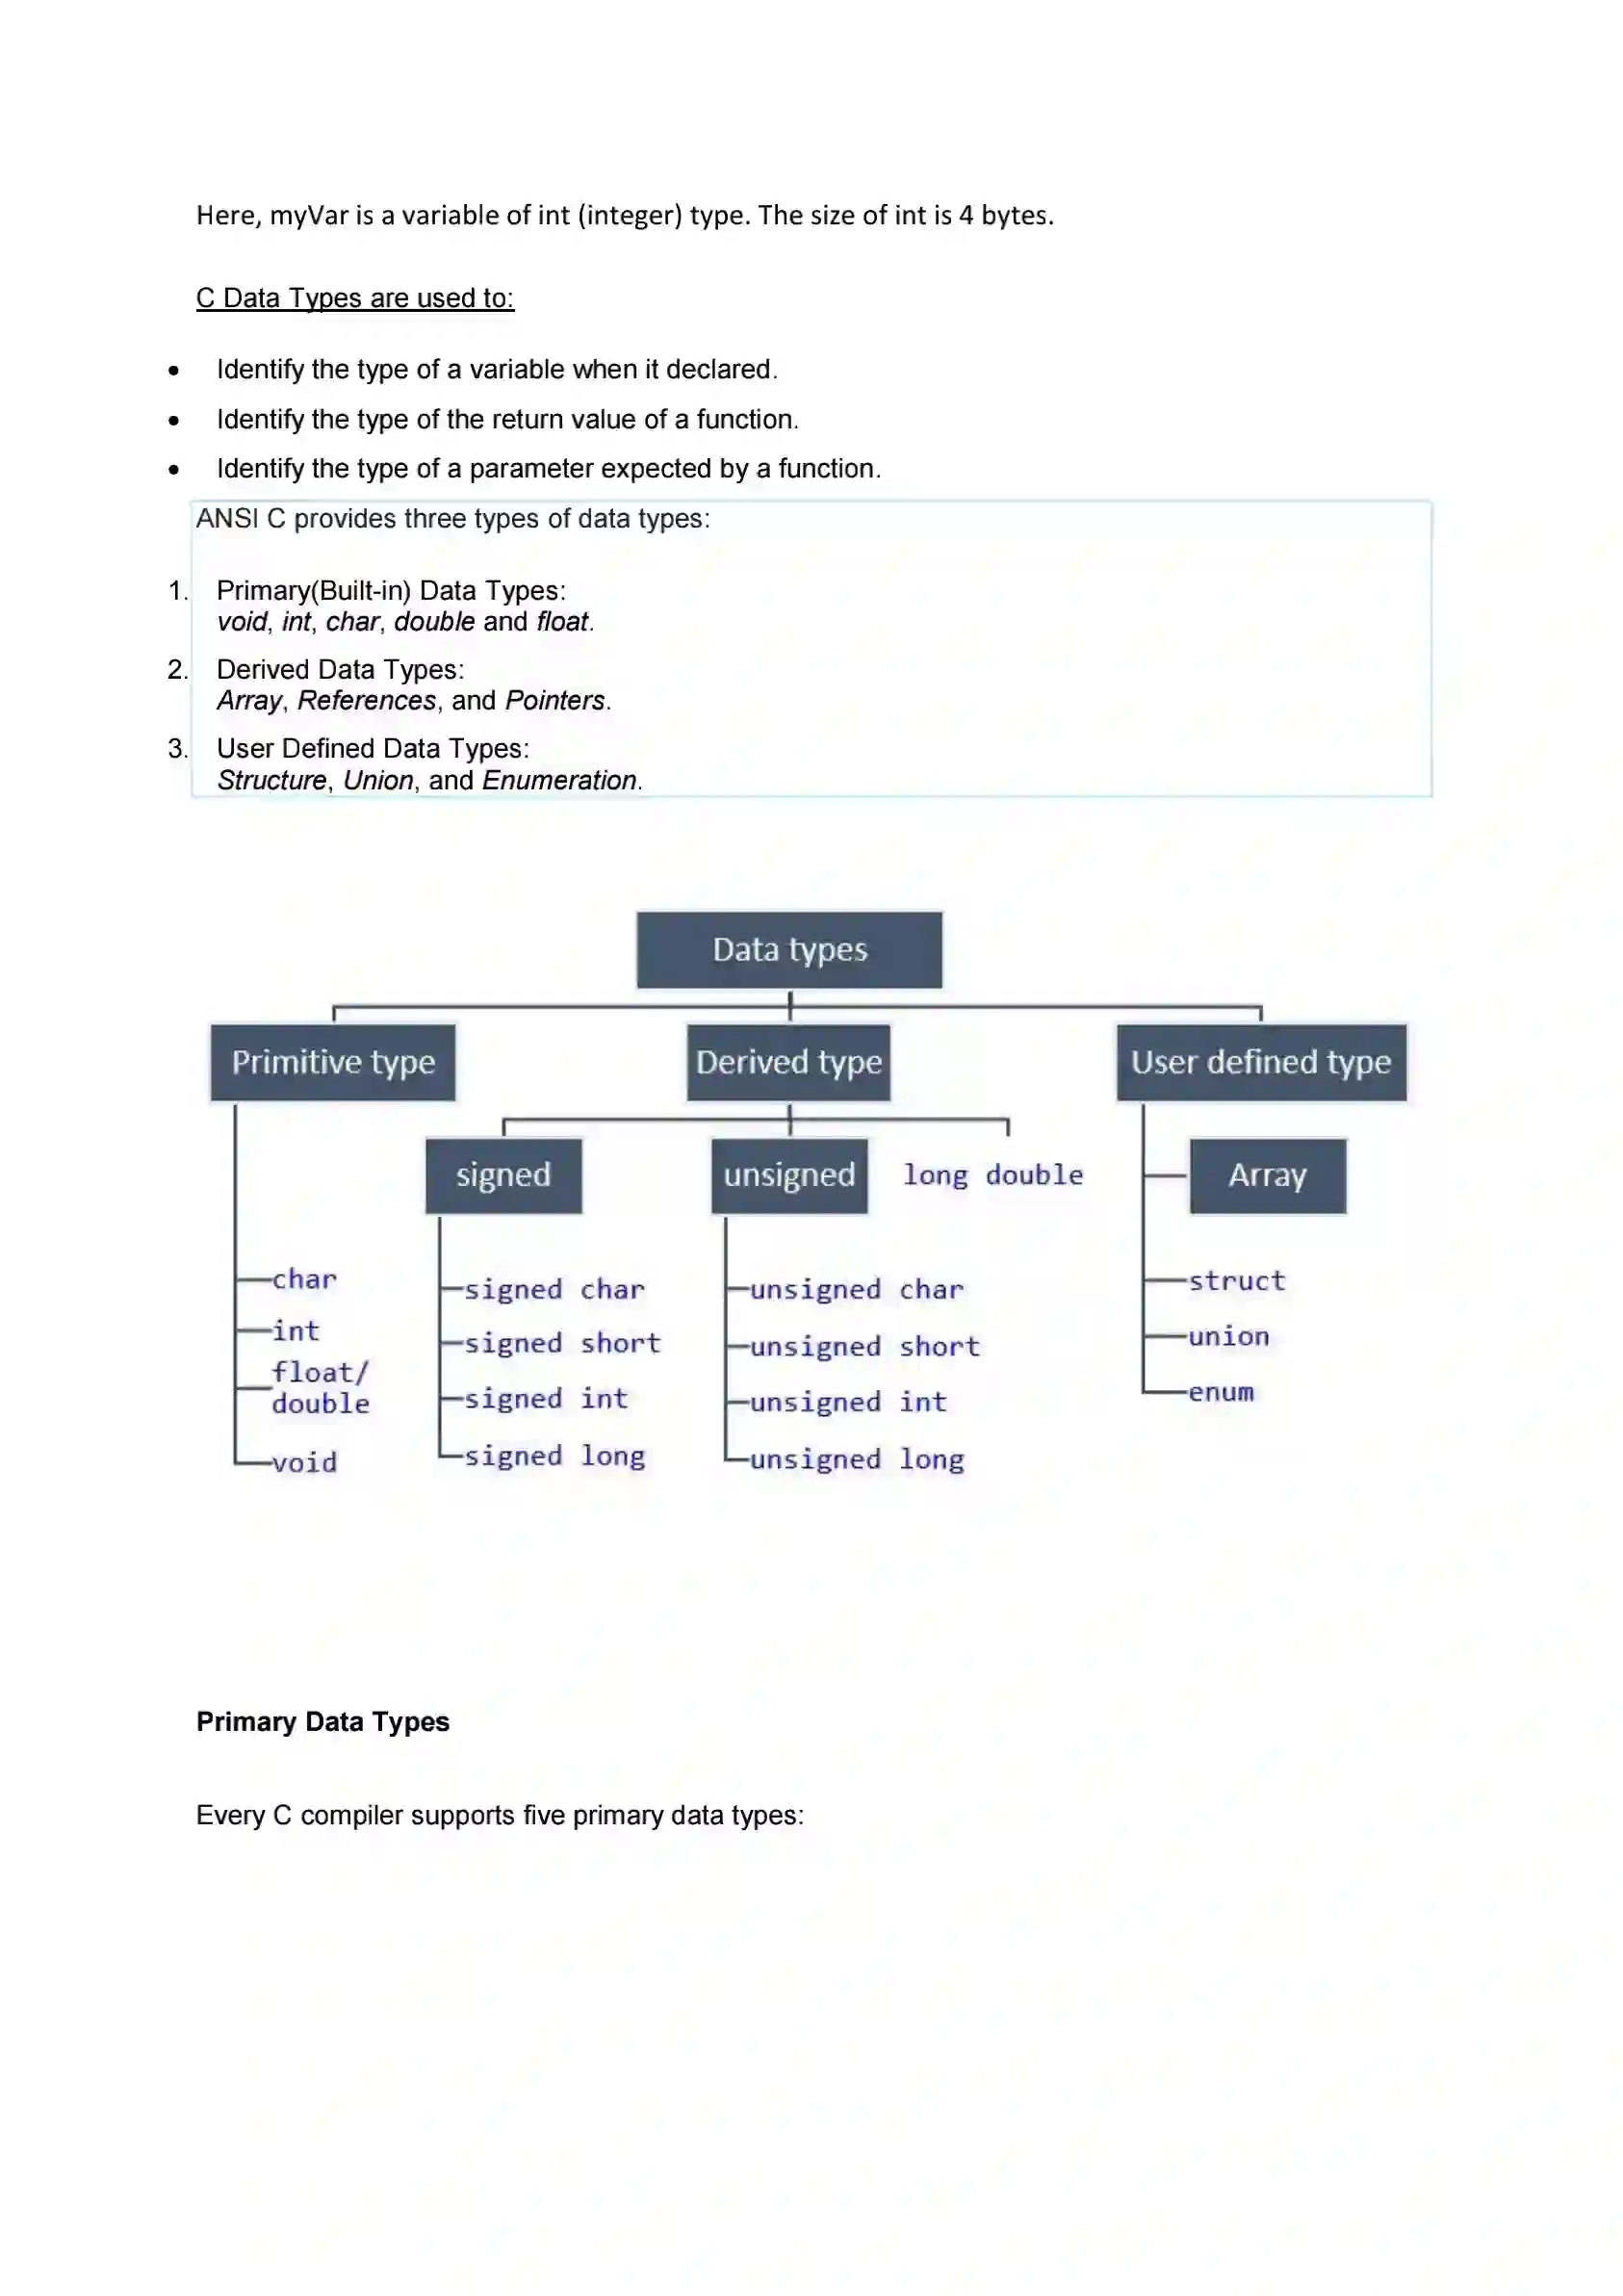 Here, myVar is a variable of int (integer) type. The size of int is 4 bytes.
C Data Types are used to:
• Identify the type of a variable when it declared.
• Identify the type of the return value of a function.
• Identify the type of a parameter expected by a function.
ANSI C provides three types of data types:
1. Primary(Built-in) Data Types:
void, int, char, double and float.
2. Derived Data Types:
Array, References, and Pointers.
3. User Defined Data Types:
Structure, Union, and Enumeration.
Data types
Primitive type
Derived type
User defined type
signed
unsigned
long double
Array
char
int
float/
double
void
signed char
signed short
signed int
signed long
unsigned char
unsigned short
unsigned int
unsigned long
struct
union
enum
Primary Data Types
Every C compiler supports five primary data types: